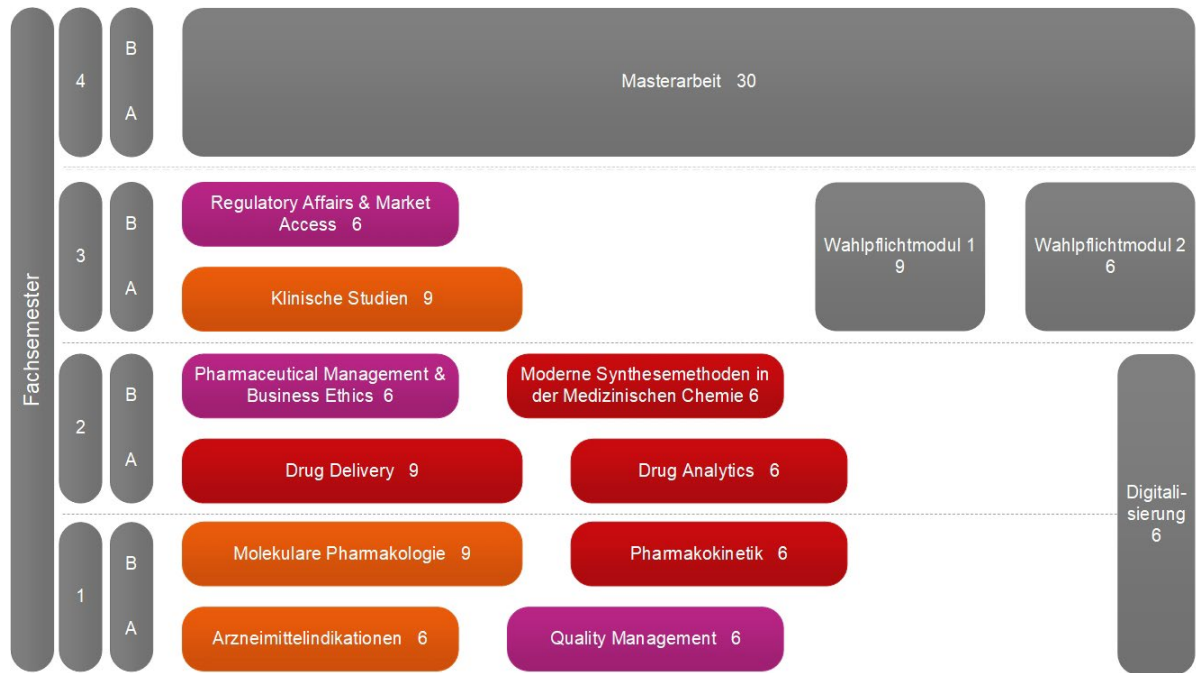 Fachsemester
4
B
A
Masterarbeit 30
3
B
A
Regulatory Affairs & Market
Access 6
Klinische Studien 9
Wahlpflichtmodul 1
9
Wahlpflichtmodul 2
6
2
B
A
Pharmaceutical Management &
Business Ethics 6
Moderne Synthesemethoden in
der Medizinischen Chemie 6
Drug Delivery 9
Drug Analytics 6
Digitali-
sierung
6
1
B
A
Molekulare Pharmakologie 9
Pharmakokinetik 6
Arzneimittelindikationen 6
Quality Management 6